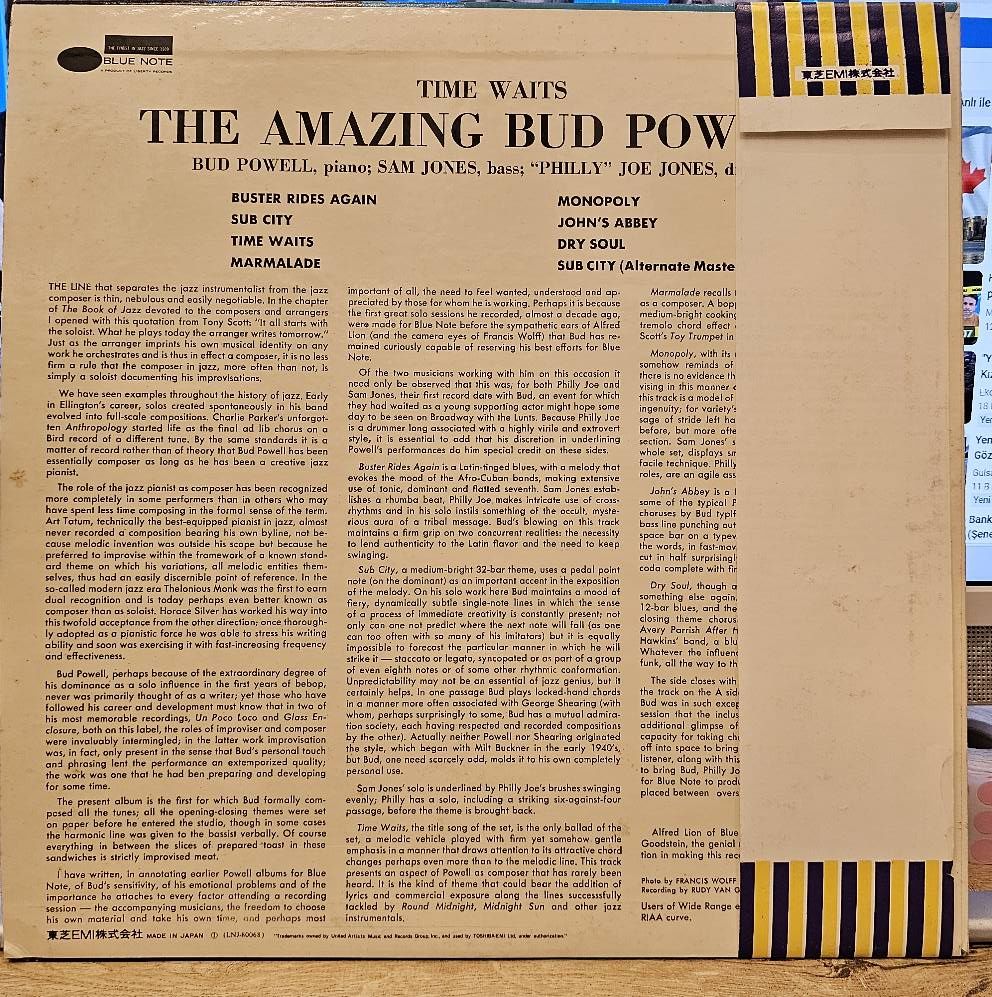 THE FINEST IN JAZZ SINCE 1939
BLUE NOTE
A PRODUCT OF LIBERTY RECORDS
東芝EMI株式会社
TIME WAITS
THE AMAZING BUD POW
BUD POWELL, piano; SAM JONES, bass; “PHILLY” JOE JONES, d
BUSTER RIDES AGAIN
SUB CITY
TIME WAITS
MARMALADE
MONOPOLY
JOHN'S ABBEY
DRY SOUL
SUB CITY (Alternate Maste
THE LINE that separates the jazz instrumentalist from the jazz
composer is thin, nebulous and easily negotiable. In the chapter
of The Book of Jazz devoted to the composers and arrangers
I opened with this quotation from Tony Scott: "It all starts with
the soloist. What he plays today the arranger writes tomorrow."
Just as the arranger imprints his own musical identity on any
work he orchestrates and is thus in effect a composer, it is no less
firm a rule that the composer in jazz, more often than not, is
simply a soloist documenting his improvisations.
We have seen examples throughout the history of jazz. Early
in Ellington's career, solos created spontaneously in his band
evolved into full-scale compositions. Charlie Parker's unforgot-
ten Anthropology started life as the final ad lib chorus on a
Bird record of a different tune. By the same standards it is a
matter of record rather than of theory that Bud Powell has been
essentially composer as long as he has been a creative jazz
pianist.
The role of the jazz pianist as composer has been recognized
more completely in some performers than in others who may
have spent less time composing in the formal sense of the term.
Art Tatum, technically the best-equipped pianist in jazz, almost
never recorded a composition bearing his own byline, not be-
cause melodic invention was outside his scope but because he
preferred to improvise within the framework of a known stand-
ard theme on which his variations, all melodic entities them-
selves, thus had an easily discernible point of reference. In the
so-called modern jazz era Thelonious Monk was the first to earn
dual recognition and is today perhaps even better known as
composer than as soloist. Horace Silver has worked his way into
this twofold acceptance from the other direction; once thorough-
ly adopted as a pianistic force he was able to stress his writing
ability and soon was exercising it with fast-increasing frequency
and effectiveness.
Bud Powell, perhaps because of the extraordinary degree of
his dominance as a solo influence in the first years of bebop,
never was primarily thought of as a writer; yet those who have
followed his career and development must know that in two of
his most memorable recordings, Un Poco Loco and Glass En-
closure, both on this label, the roles of improviser and composer
were invaluably intermingled; in the latter work improvisation
was, in fact, only present in the sense that Bud's personal touch
and phrasing lent the performance an extemporized quality;
the work was one that he had ben preparing and developing
for some time.
The present album is the first for which Bud formally com-
posed all the tunes; all the opening-closing themes were set
on paper before he entered the studio, though in some cases
the harmonic line was given to the bassist verbally. Of course
everything in between the slices of prepared toast in these
sandwiches is strictly improvised meat.
I have written, in annotating earlier Powell albums for Blue
Note, of Bud's sensitivity, of his emotional problems and of the
importance he attaches to every factor attending a recording
session — the accompanying musicians, the freedom to choose
his own material and take his own time, and perhaps most
important of all, the need to feel wanted, understood and ap-
preciated by those for whom he is working. Perhaps it is because
the first great solo sessions he recorded, almost a decade ago,
were made for Blue Note before the sympathetic ears of Alfred
Lion (and the camera eyes of Francis Wolff) that Bud has re-
mained curiously capable of reserving his best efforts for Blue
Note.
Of the two musicians working with him on this occasion it
need only be observed that this was, for both Philly Joe and
Sam Jones, their first record date with Bud, an event for which
they had waited as a young supporting actor might hope some
day to be seen on Broadway with the Lunts. Because Philly Joe
is a drummer long associated with a highly virile and extrovert
style, it is essential to add that his discretion in underlining
Powell's performances do him special credit on these sides.
Buster Rides Again is a Latin-tinged blues, with a melody that
evokes the mood of the Afro-Cuban bands, making extensive
use of tonic, dominant and flatted seventh. Sam Jones estab-
lishes a rhumba beat, Philly Joe makes intricate use of cross-
rhythms and in his solo instils something of the occult, myste-
rious aura of a tribal message. Bud's blowing on this track
maintains a firm grip on two concurrent realities: the necessity
to lend authenticity to the Latin flavor and the need to keep
swinging.
Sub City, a medium-bright 32-bar theme, uses a pedal point
note (on the dominant) as an important accent in the exposition
of the melody. On his solo work here Bud maintains a mood of
fiery, dynamically subtle single-note lines in which the sense
of a process of immediate creativity is constantly present; not
only can one not predict where the next note will fall (as one
can too often with so many of his imitators) but it is equally
impossible to forecast the particular manner in which he will
strike it — staccato or legato, syncopated or as part of a group
of even eighth notes or of some other rhythmic conformation.
Unpredictability may not be an essential of jazz genius, but it
certainly helps. In one passage Bud plays locked-hand chords
in a manner more often associated with George Shearing (with
whom, perhaps surprisingly to some, Bud has a mutual admira-
tion society, each having respected and recorded compositions
by the other). Actually neither Powell nor Shearing originated
the style, which began with Milt Buckner in the early 1940's,
but Bud, one need scarcely add, molds it to his own completely
personal use.
Sam Jones' solo is underlined by Philly Joe's brushes swinging
evenly; Philly has a solo, including a striking six-against-four
passage, before the theme is brought back.
Time Waits, the title song of the set, is the only ballad of the
set, a melodic vehicle played with firm yet somehow gentle
emphasis in a manner that draws attention to its attractive chord
changes perhaps even more than to the melodic line. This track
presents an aspect of Powell as composer that has rarely been
heard. It is the kind of theme that could bear the addition of
lyrics and commercial exposure along the lines successfully
tackled by Round Midnight, Midnight Sun and other jazz
instrumentals.
Marmalade recalls
as a composer. A bop
medium-bright cooking
tremolo chord effect
Scott's Toy Trumpet in
Monopoly, with its
somehow reminds of
there is no evidence th
vising in this manner
this track is a model of
ingenuity; for variety's
sage of stride left ha
before, but more ofte
section. Sam Jones' s
whole set, displays sm
facile technique. Philly
roles, are an agile ass
John's Abbey is a l
some of the typical P
choruses by Bud typif
bass line punching out
space bar on a typew
the words, in fast-mov
cut in half surprisingl
coda complete with fir
Dry Soul, though a
something else again.
12-bar blues, and the
closing theme chorus
Avery Parrish After h
Hawkins' band, a blu
Whatever the influenc
funk, all the way to th
The side closes with
the track on the A sid
Bud was in such excep
session that the inclus
additional glimpse of
capacity for taking ch
off into space to bring
listener, along with this
to bring Bud, Philly Jo
for Blue Note to produ
placed between overs
Alfred Lion of Blue
Goodstein, the genial
tion in making this rec
Photo by FRANCIS WOLFF
Recording by RUDY VAN G
Users of Wide Range e
RIAA curve.
東芝EMI株式会社 MADE IN JAPAN Ⓘ (LNJ-80068) "Trademarks owned by United Artists Music and Records Group, Inc, and used by TOSHIBA-EMI Ltd. under authorization."